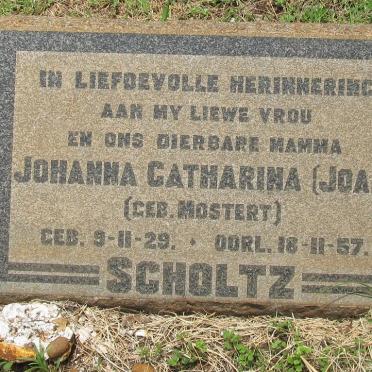 IN LIEFDEVOLLE HERINNERING
AAN MY LIEWE VROU
EN ONS DIERBARE MAMMA
JOHANNA CATHARINA (JOA
(GEB. MOSTERT)
GEB. 9-11-29. • OORL. 18-11-57.
SCHOLTZ